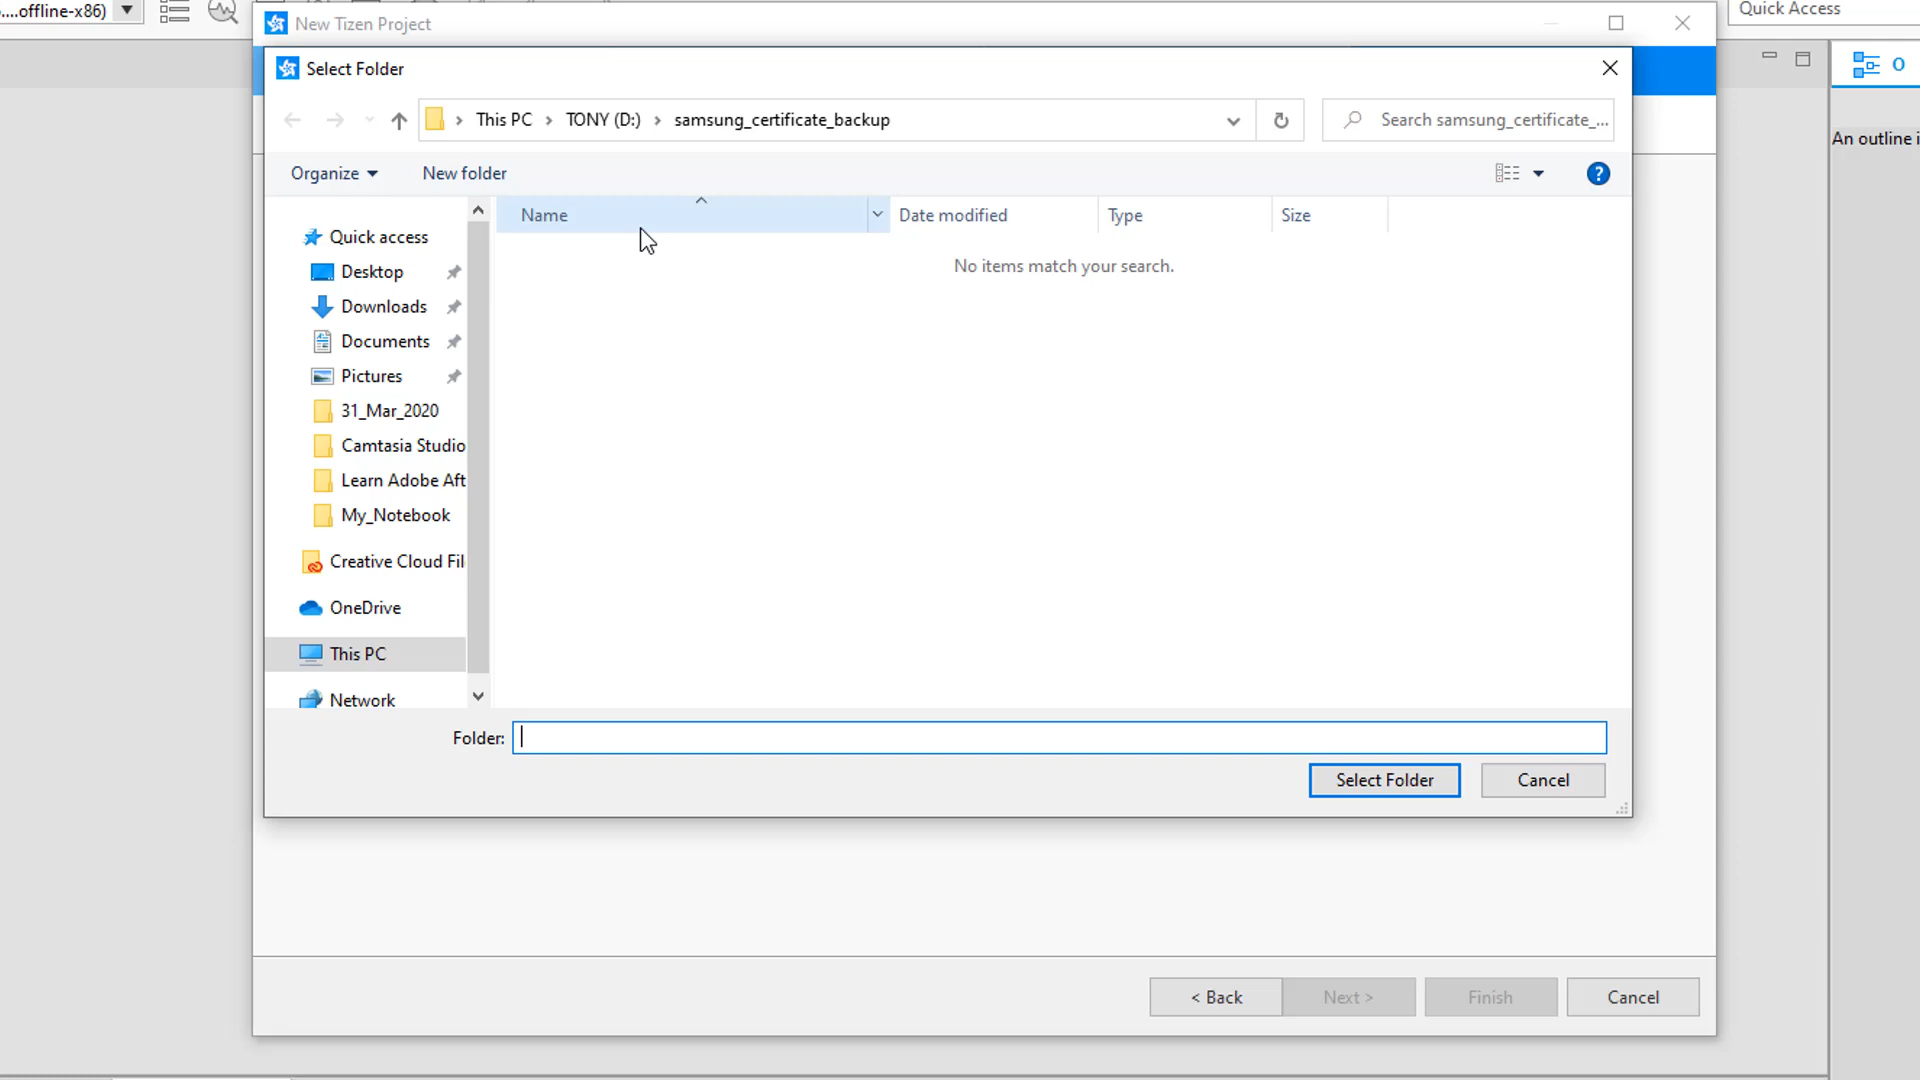 ...offline-x86)
New Tizen Project
Quick Access
Select Folder
This PC > TONY (D:) > samsung_certificate_backup
Search samsung_certificate_...
Organize
New folder
Name
Date modified
Type
Size
No items match your search.
Quick access
Desktop
Downloads
Documents
Pictures
31_Mar_2020
Camtasia Studio
Learn Adobe Aft
My_Notebook
Creative Cloud Fil
OneDrive
This PC
Network
Folder:
Select Folder
Cancel
< Back
Next >
Finish
Cancel
O
An outline i